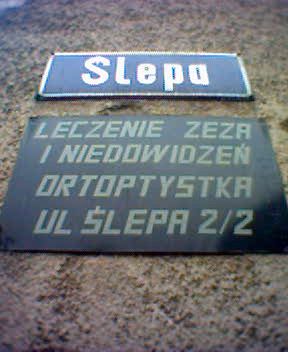 Ślepa
LECZENIE ZEZA
I NIEDOWIDZEŃ
ORTOPTYSTKA
UL ŚLEPA 2/2